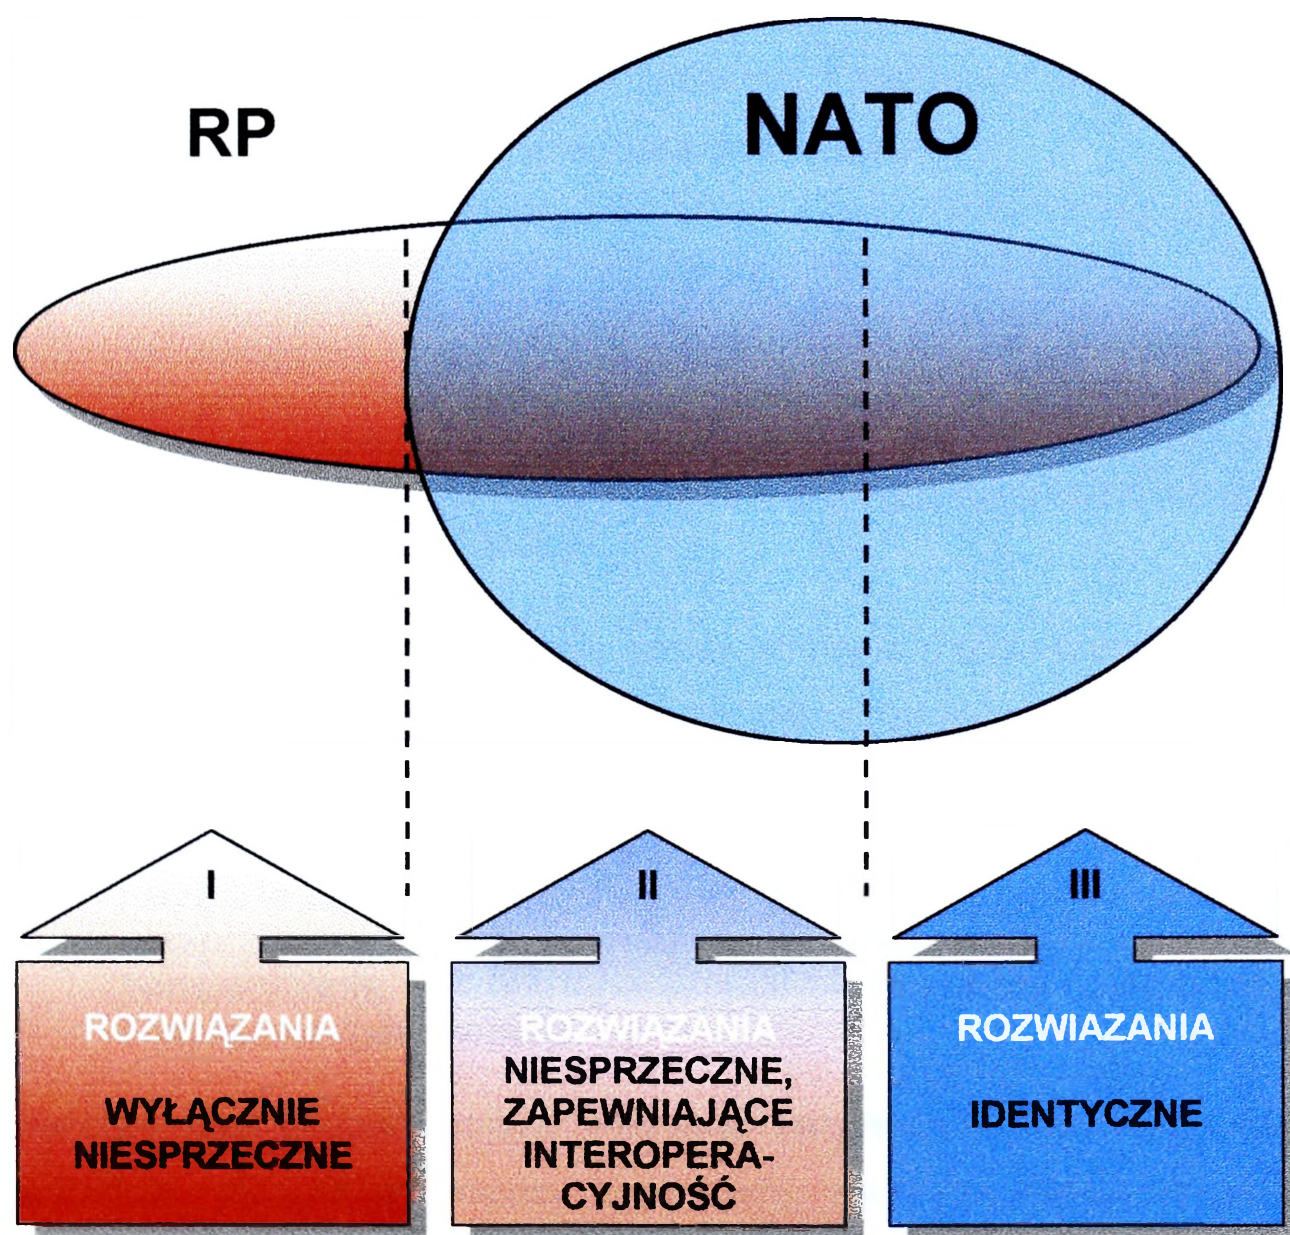 RP
NATO
I
ROZWIĄZANIA
WYŁĄCZNIE
NIESPRZECZNE
II
ROZWIĄZANIA
NIESPRZECZNE,
ZAPEWNIAJĄCE
INTEROPERA-
CYJNOŚĆ
III
ROZWIAZANIA
IDENTYCZNE